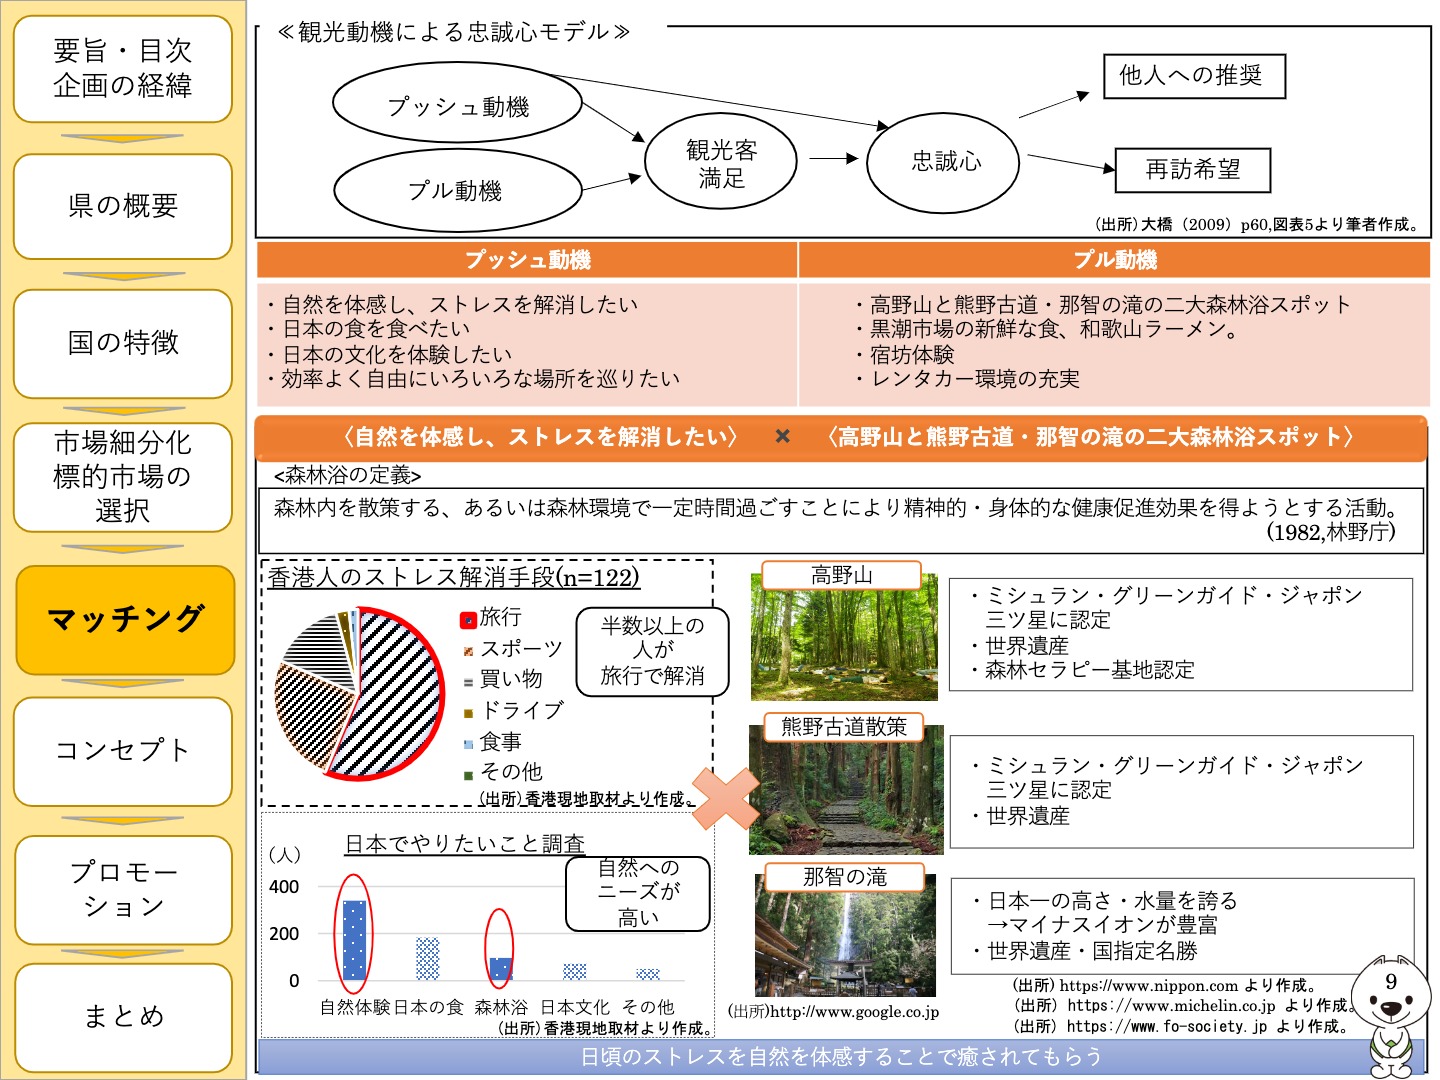 要旨・目次
企画の経緯
県の概要
国の特徴
市場細分化
標的市場の
選択
マッチング
コンセプト
プロモー
ション
まとめ
≪観光動機による忠誠心モデル≫
プッシュ動機
プル動機
観光客
満足
忠誠心
他人への推奨
再訪希望
(出所)大橋（2009）p60,図表5より筆者作成。
プッシュ動機
プル動機
・自然を体感し、ストレスを解消したい
・日本の食を食べたい
・日本の文化を体験したい
・効率よく自由にいろいろな場所を巡りたい
・高野山と熊野古道・那智の滝の二大森林浴スポット
・黒潮市場の新鮮な食、和歌山ラーメン。
・宿坊体験
・レンタカー環境の充実
〈自然を体感し、ストレスを解消したい〉 × 〈高野山と熊野古道・那智の滝の二大森林浴スポット〉
<森林浴の定義>
森林内を散策する、あるいは森林環境で一定時間過ごすことにより精神的・身体的な健康促進効果を得ようとする活動。
(1982,林野庁)
香港人のストレス解消手段(n=122)
旅行
スポーツ
買い物
ドライブ
食事
その他
半数以上の
人が
旅行で解消
(出所)香港現地取材より作成。
日本でやりたいこと調査
(人)
400
200
0
自然体験 日本の食 森林浴 日本文化 その他
自然への
ニーズが
高い
(出所)香港現地取材より作成。
高野山
・ミシュラン・グリーンガイド・ジャポン
三ツ星に認定
・世界遺産
・森林セラピー基地認定
熊野古道散策
・ミシュラン・グリーンガイド・ジャポン
三ツ星に認定
・世界遺産
那智の滝
・日本一の高さ・水量を誇る
→マイナスイオンが豊富
・世界遺産・国指定名勝
(出所)http://www.google.co.jp
(出所) https://www.nippon.com より作成。
(出所) https://www.michelin.co.jp より作成。
(出所) https://www.fo-society.jp より作成。
9
日頃のストレスを自然を体感することで癒されてもらう